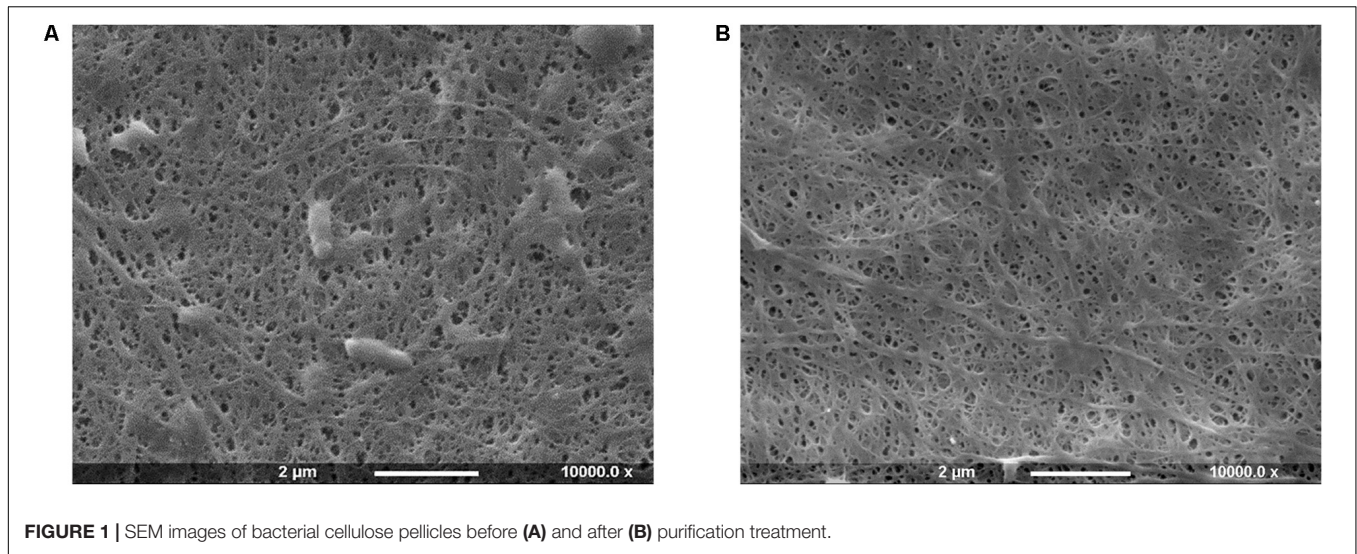 A
B
2 μm 10000.0 x
2 μm 10000.0 x
FIGURE 1 | SEM images of bacterial cellulose pellicles before (A) and after (B) purification treatment.